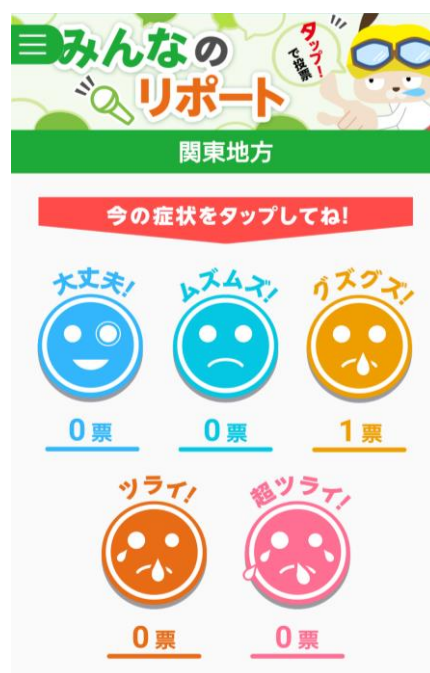 みんなの
リポート
タップ!
で投票
関東地方
今の症状をタップしてね!
大丈夫! ムズムズ! グズグズ!
0票 0票 1票
ツライ! 超ツライ!
0票 0票